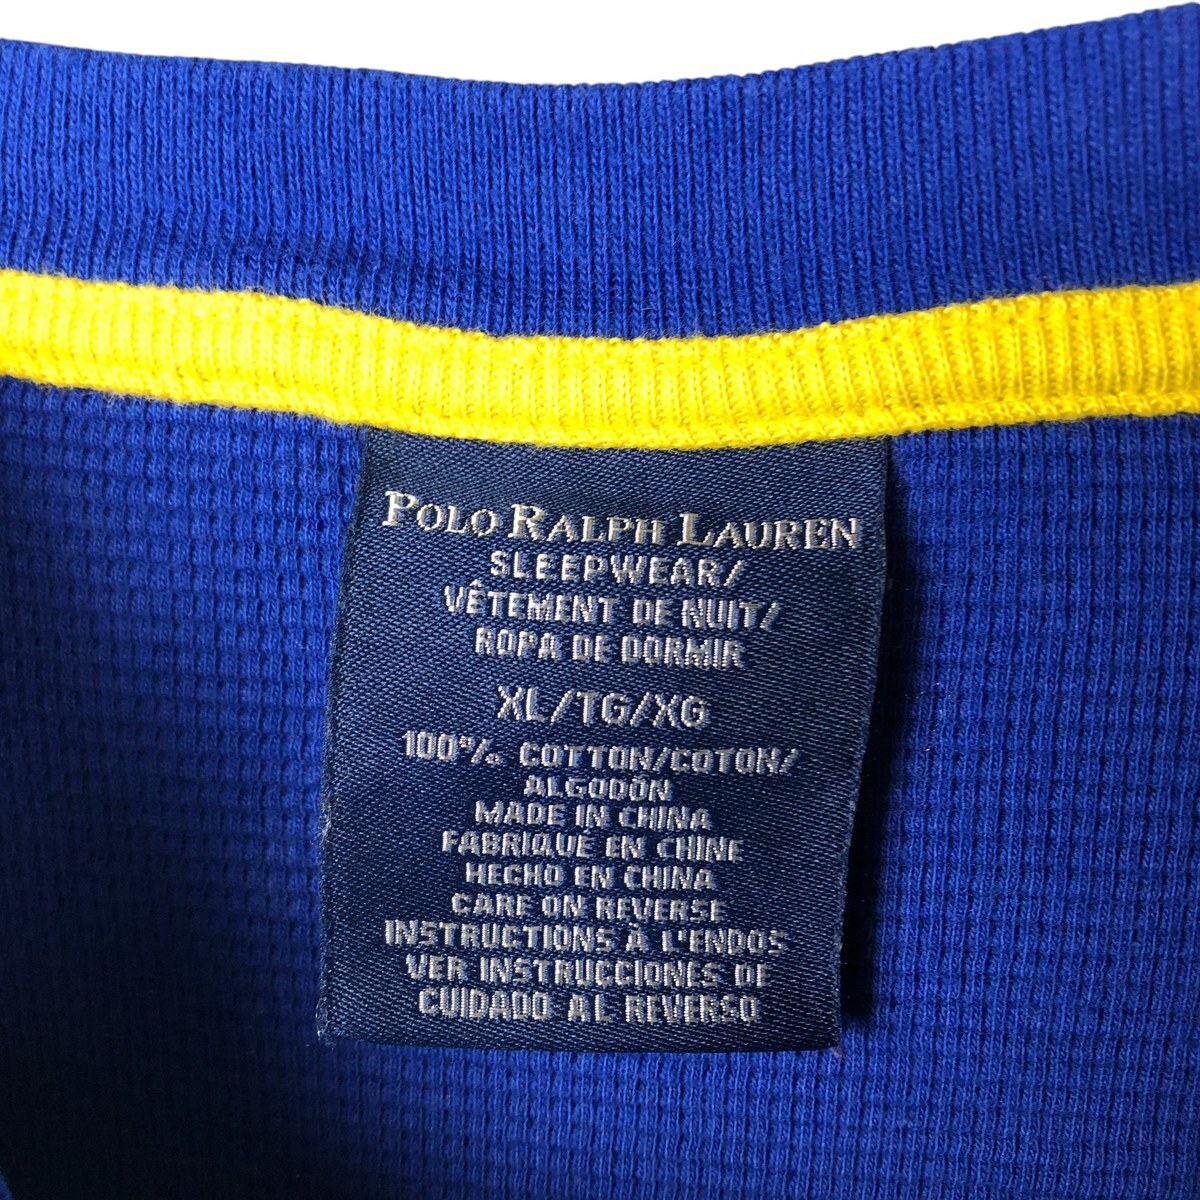 POLO RALPH LAUREN
SLEEPWEAR/
VÊTEMENT DE NUIT/
ROPA DE DORMIR
XL/TG/XG
100% COTTON/COTON/
ALGODÓN
MADE IN CHINA
FABRIQUÉ EN CHINE
HECHO EN CHINA
CARE ON REVERSE
INSTRUCTIONS À L'ENDOS
VER INSTRUCCIONES DE
CUIDADO AL REVERSO